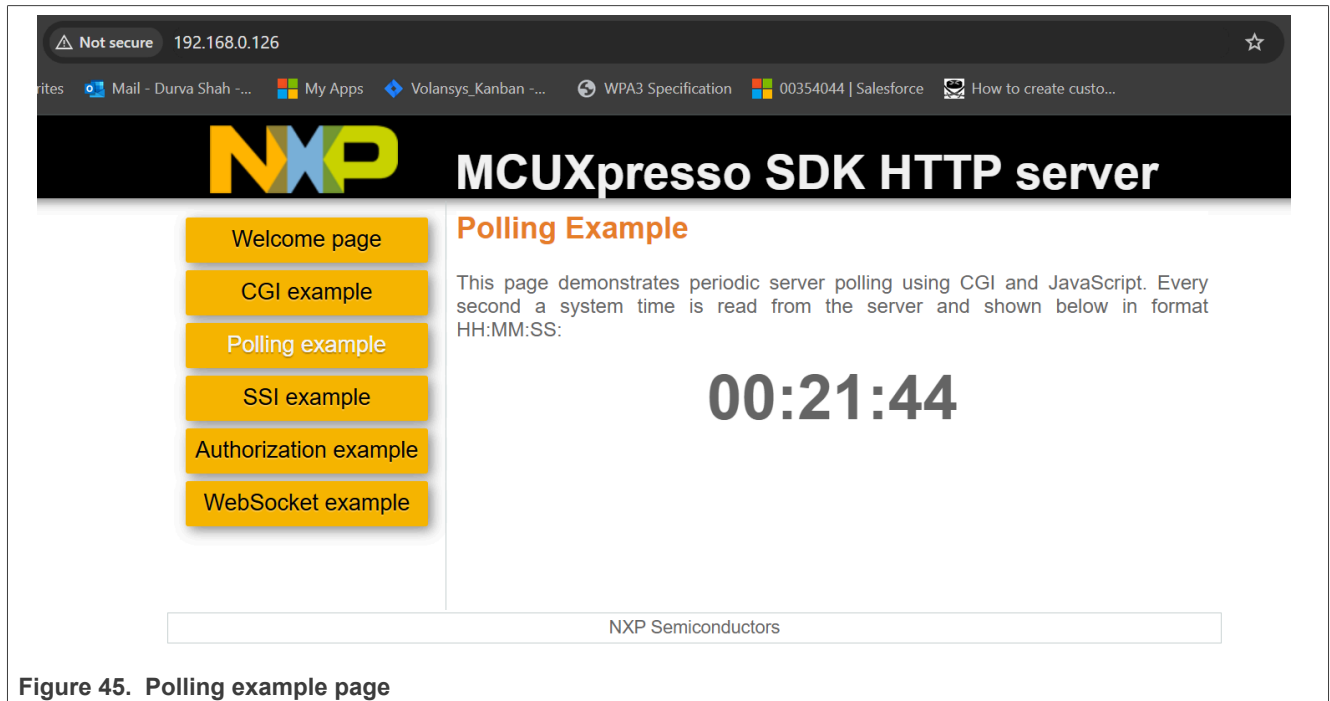 Not secure 192.168.0.126
rites Mail - Durva Shah -... My Apps Volansys_Kanban -... WPA3 Specification 00354044 | Salesforce How to create custo...
NXP MCUXpresso SDK HTTP server
Welcome page
CGI example
Polling example
SSI example
Authorization example
WebSocket example
Polling Example
This page demonstrates periodic server polling using CGI and JavaScript. Every
second a system time is read from the server and shown below in format
HH:MM:SS:
00:21:44
NXP Semiconductors
Figure 45. Polling example page